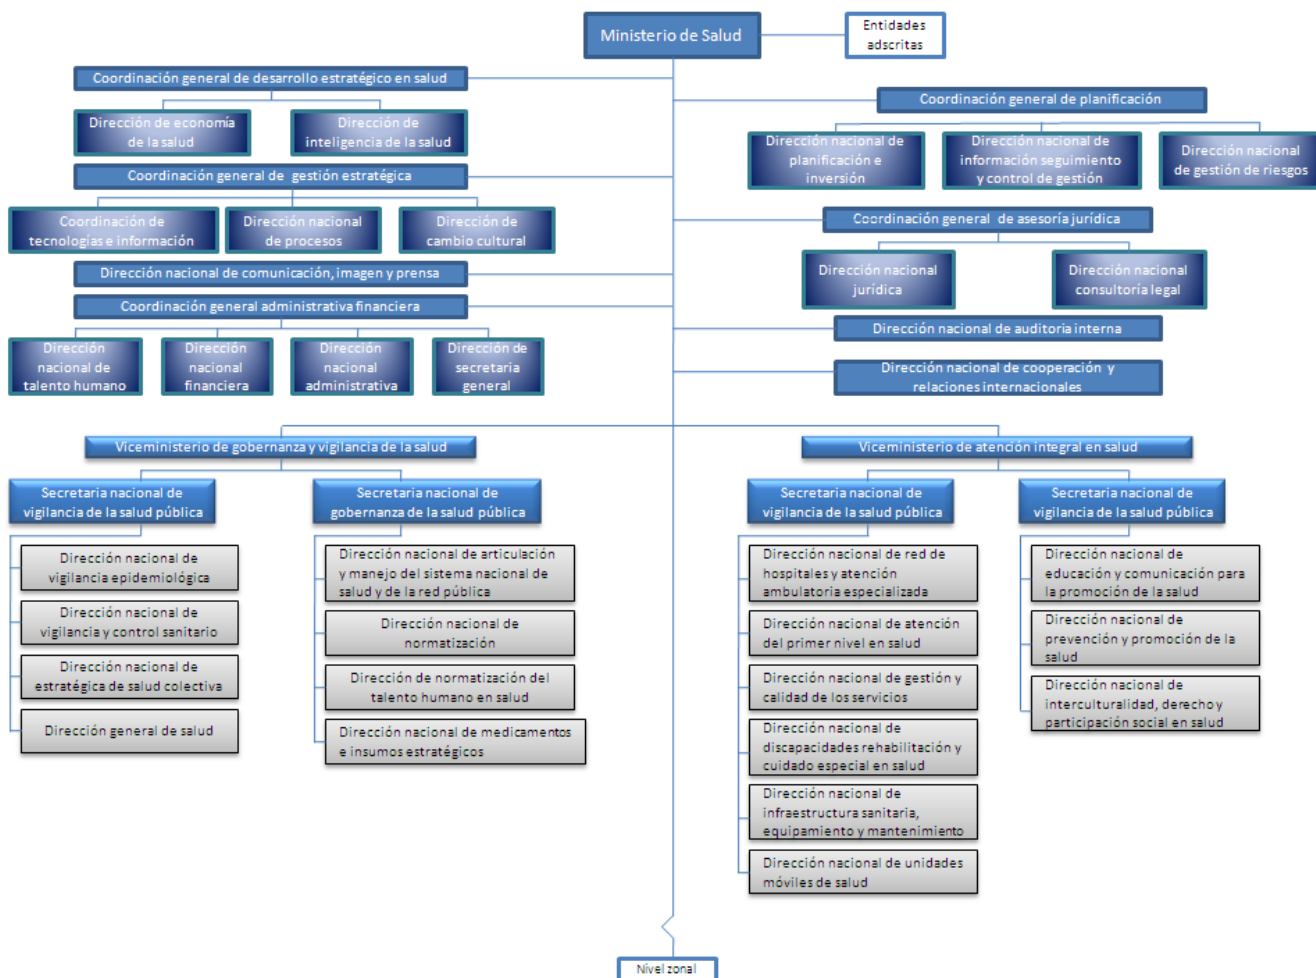 Ministerio de Salud
Entidades
adscritas
Coordinación general de desarrollo estratégico en salud
Dirección de economía
de la salud
Dirección de
inteligencia de la salud
Coordinación general de gestión estratégica
Coordinación de
tecnologías e información
Dirección nacional
de procesos
Dirección de
cambio cultural
Dirección nacional de comunicación, imagen y prensa
Coordinación general administrativa financiera
Dirección
nacional de
talento humano
Dirección
nacional
financiera
Dirección
nacional
administrativa
Dirección de
secretaria
general
Coordinación general de planificación
Dirección nacional de
planificación e
inversión
Dirección nacional de
información seguimiento
y control de gestión
Dirección nacional
de gestión de riesgos
Coordinación general de asesoría jurídica
Dirección nacional
jurídica
Dirección nacional
consultoría legal
Dirección nacional de auditoria interna
Dirección nacional de cooperación y
relaciones internacionales
Viceministerio de gobernanza y vigilancia de la salud
Secretaria nacional de
vigilancia de la salud pública
Dirección nacional de
vigilancia epidemiológica
Dirección nacional de
vigilancia y control sanitario
Dirección nacional de
estratégica de salud colectiva
Dirección general de salud
Secretaria nacional de
gobernanza de la salud pública
Dirección nacional de articulación
y manejo del sistema nacional de
salud y de la red pública
Dirección nacional de
normatización
Dirección de normatización del
talento humano en salud
Dirección nacional de medicamentos
e insumos estratégicos
Viceministerio de atención integral en salud
Secretaria nacional de
vigilancia de la salud pública
Dirección nacional de red de
hospitales y atención
ambulatoria especializada
Dirección nacional de atención
del primer nivel en salud
Dirección nacional de gestión y
calidad de los servicios
Dirección nacional de
discapacidades rehabilitación y
cuidado especial en salud
Dirección nacional de
infraestructura sanitaria,
equipamiento y mantenimiento
Dirección nacional de unidades
móviles de salud
Secretaria nacional de
vigilancia de la salud pública
Dirección nacional de
educación y comunicación para
la promoción de la salud
Dirección nacional de
prevención y promoción de la
salud
Dirección nacional de
interculturalidad, derecho y
participación social en salud
Nivel zonal